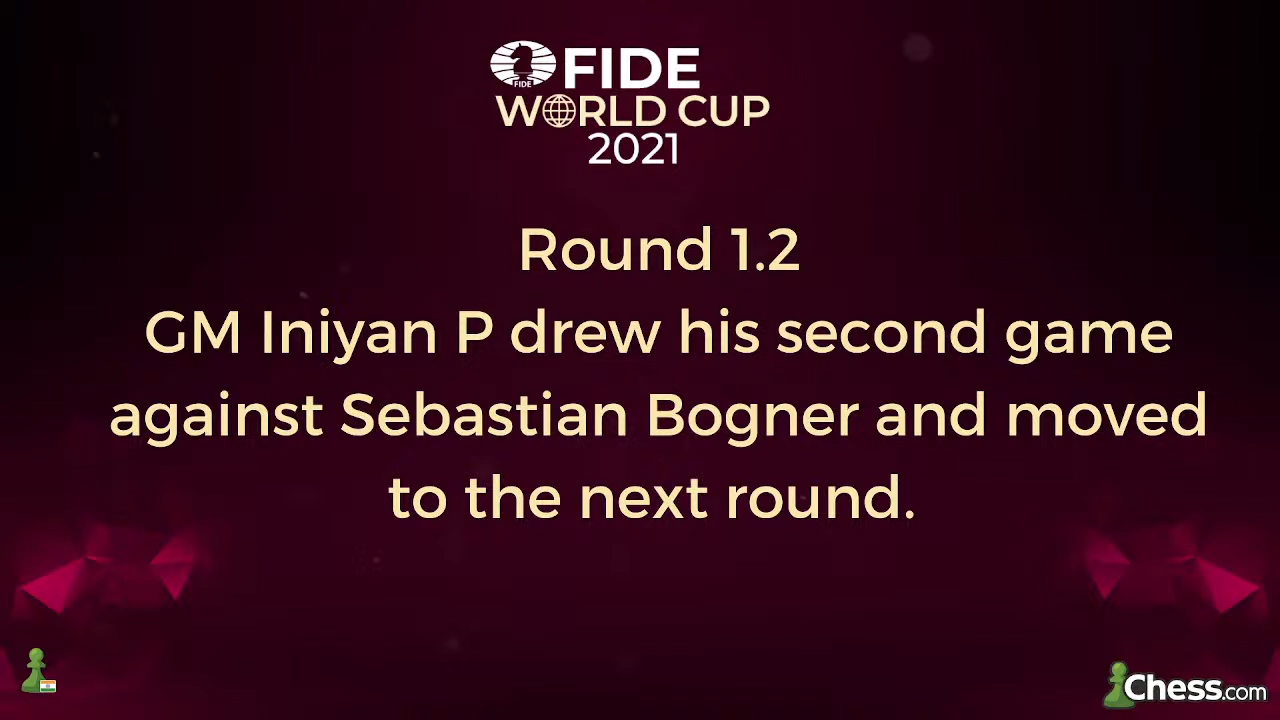 FIDE
FIDE
WORLD CUP
2021
Round 1.2
GM Iniyan P drew his second game
against Sebastian Bogner and moved
to the next round.
Chess.com